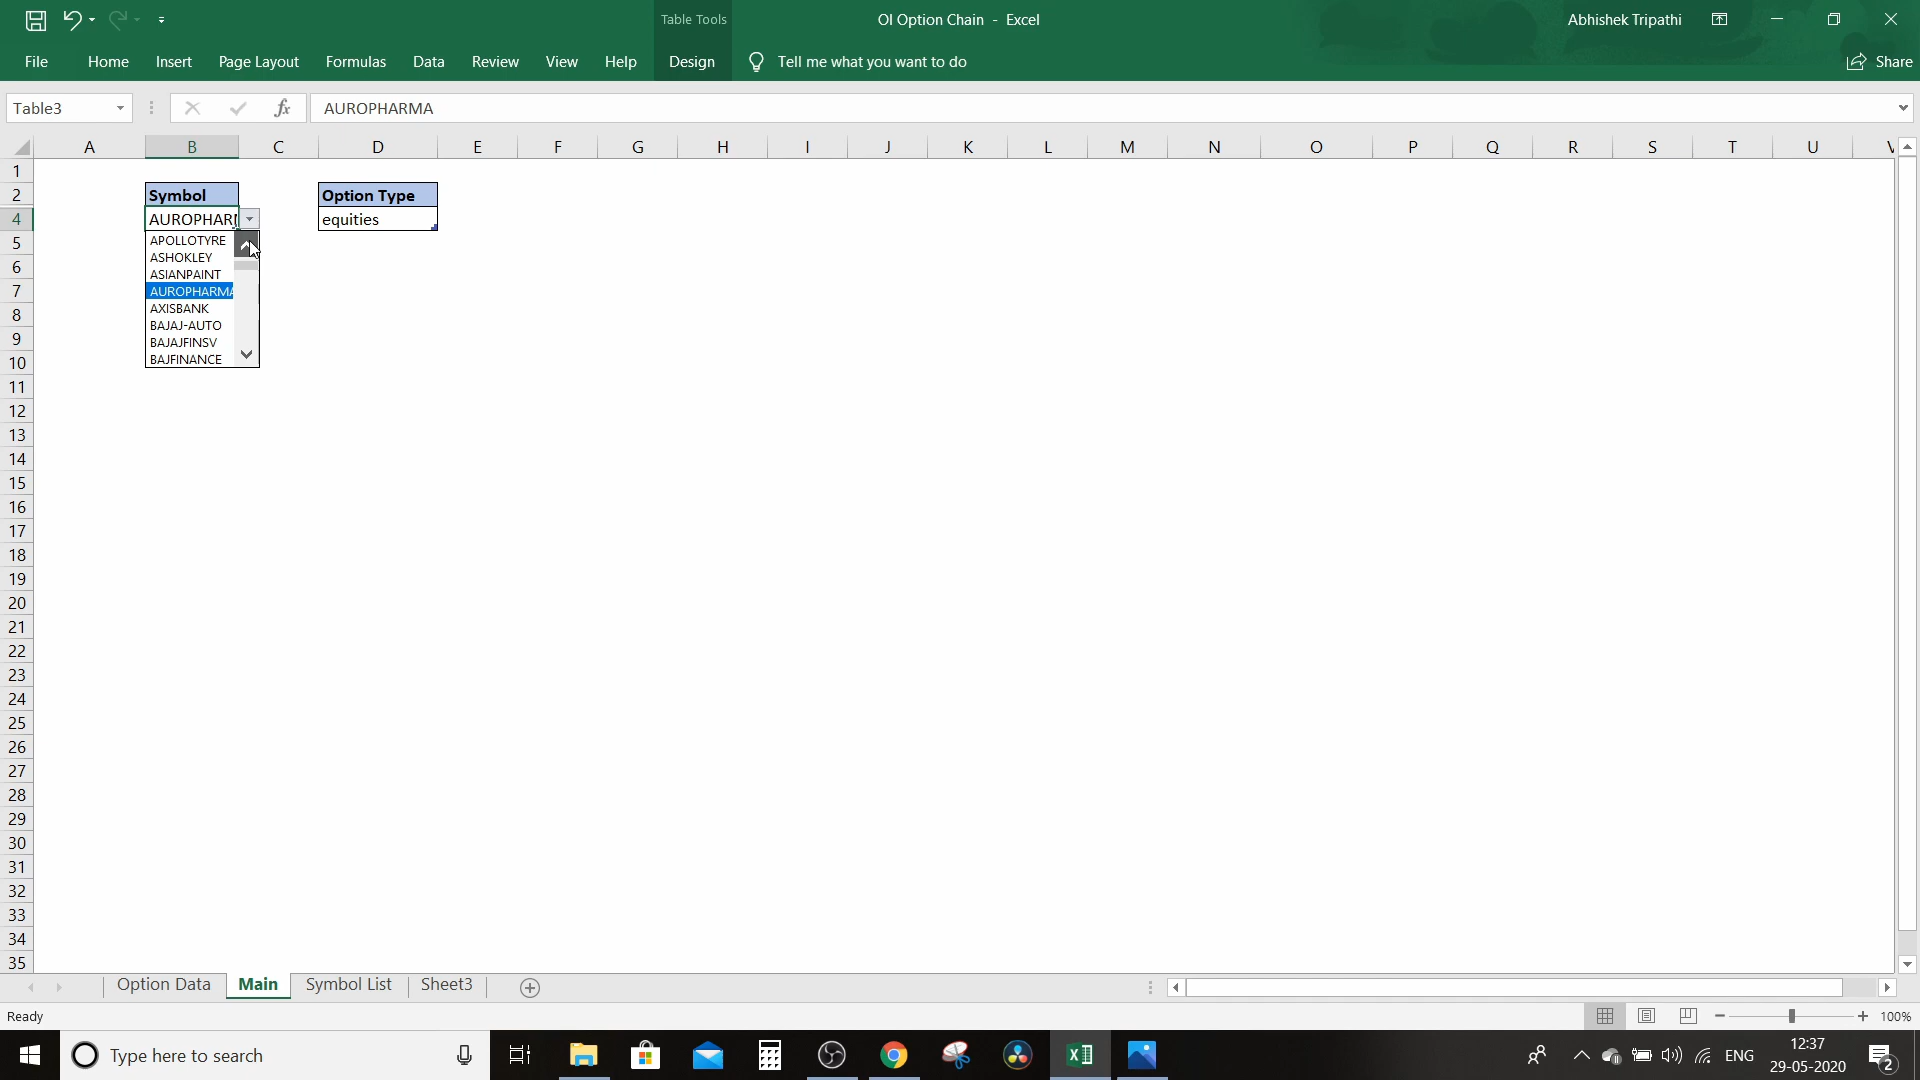 Table Tools
OI Option Chain - Excel
Abhishek Tripathi
File Home Insert Page Layout Formulas Data Review View Help Design Tell me what you want to do Share
Table3 fx AUROPHARMA
A B C D E F G H I J K L M N O P Q R S T U
1
2 Symbol Option Type
4 equities
5 APOLLOTYRE
ASHOKLEY
6 ASIANPAINT
7 AUROPHARMA
8 AXISBANK
BAJAJ-AUTO
9 BAJAJFINSV
10 BAJFINANCE
11
12
13
14
15
16
17
18
19
20
21
22
23
24
25
26
27
28
29
30
31
32
33
34
35
Option Data Main Symbol List Sheet3
Ready 100%
Type here to search
ENG
12:37
29-05-2020
2